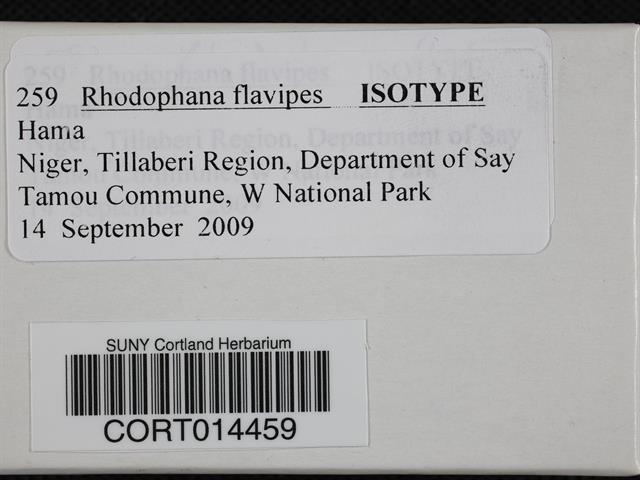 259 Rhodophana flavipes ISOTYPE
Hama
Niger, Tillaberi Region, Department of Say
Tamou Commune, W National Park
14 September 2009
SUNY Cortland Herbarium
CORT014459